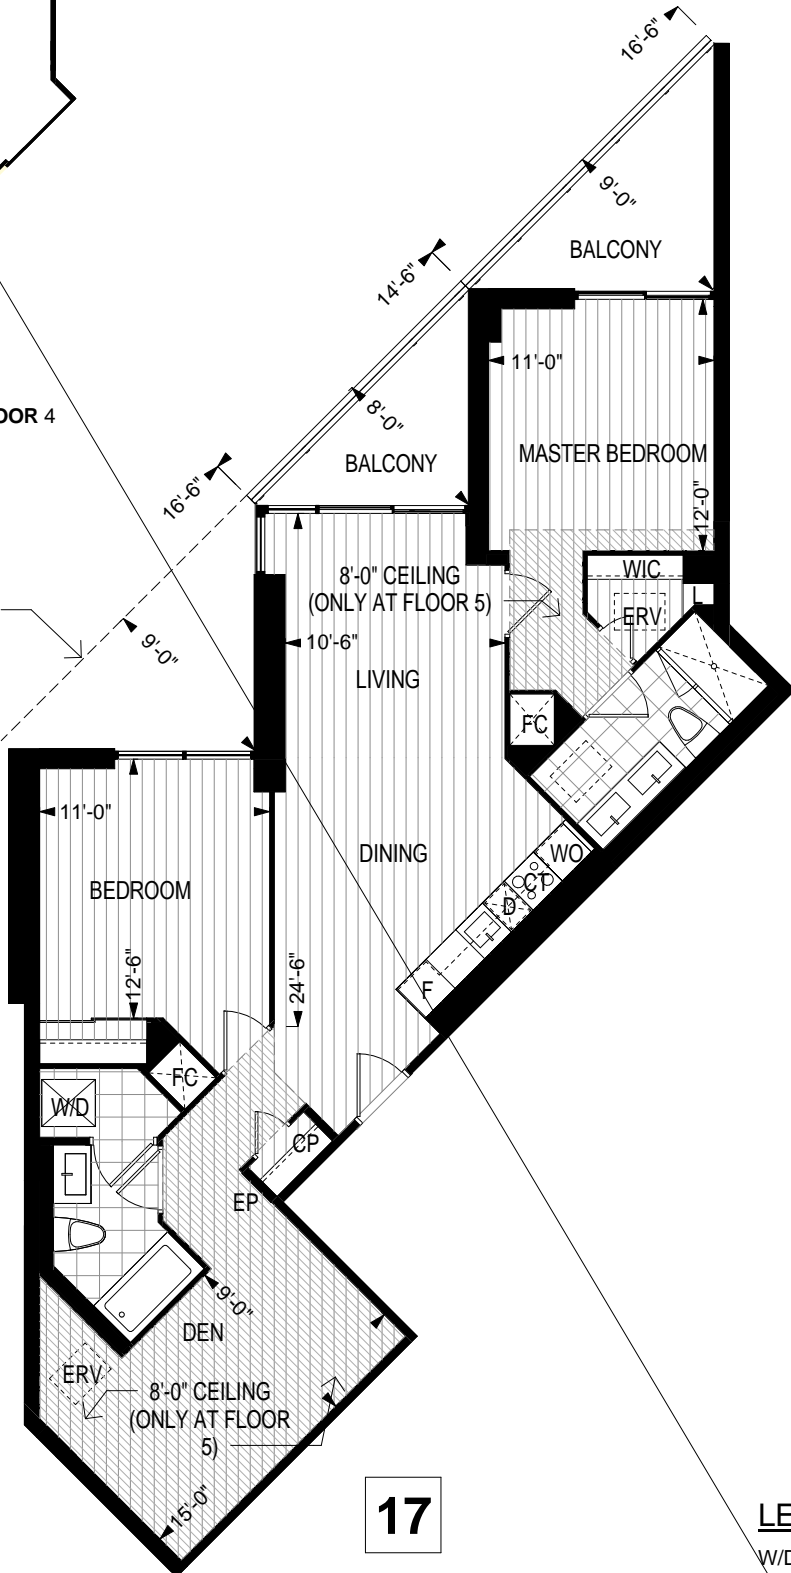 16'-6"
9'-0"
BALCONY
14'-6"
11'-0"
OOR 4
8'-0"
BALCONY
MASTER BEDROOM
16'-6"
12'-0"
8'-0" CEILING
(ONLY AT FLOOR 5)
WIC
L
ERV
9'-0"
10'-6"
LIVING
FC
11'-0"
DINING
WO
CT
D
BEDROOM
12'-6"
24'-6"
F
FC
W/D
CP
EP
9'-0"
DEN
ERV
8'-0" CEILING
(ONLY AT FLOOR
5)
15'-0"
17
LE
W/D